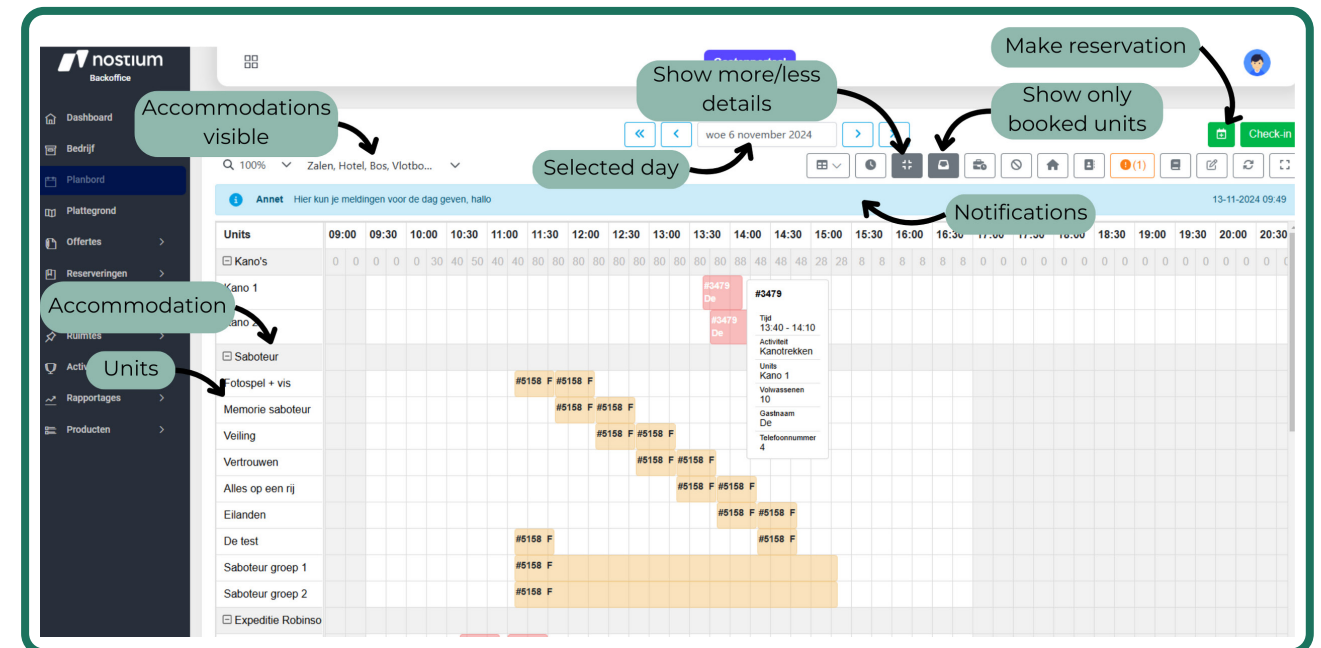 nostium
Backoffice
Make reservation
Show more/less
details
Show only
booked units
Accommodations
visible
Dashboard
woe 6 november 2024
Check-in
Bedrijf
100%
Zalen, Hotel, Bos, Vlotbo...
Selected day
(1)
Planbord
Annet Hier kun je meldingen voor de dag geven, hallo
13-11-2024 09:49
Notifications
Plattegrond
Offertes
Reserveringen
Accommodation
Ruimtes
Units
Rapportages
Producten
Units 09:00 09:30 10:00 10:30 11:00 11:30 12:00 12:30 13:00 13:30 14:00 14:30 15:00 15:30 16:00 16:30 17:00 17:30 18:00 18:30 19:00 19:30 20:00 20:30
Kano's 0 0 0 0 0 30 40 50 40 40 80 80 80 80 80 80 80 80 80 80 88 48 48 48 28 28 8 8 8 8 8 8 0 0 0 0 0 0 0 0 0 0 0 0 0 0 0
Kano 1 #3479
De
#3479
De
Saboteur
Fotospel + vis #5158 F #5158 F
Memorie saboteur #5158 F #5158 F
Veiling #5158 F #5158 F
Vertrouwen #5158 F #5158 F
Alles op een rij #5158 F #5158 F
Eilanden #5158 F #5158 F
De test #5158 F #5158 F
Saboteur groep 1 #5158 F
Saboteur groep 2 #5158 F
Expeditie Robinso
#3479
Tijd
13:40 - 14:10
Activiteit
Kanotrekken
Units
Kano 1
Volwassenen
10
Gastnaam
De
Telefoonnummer
4